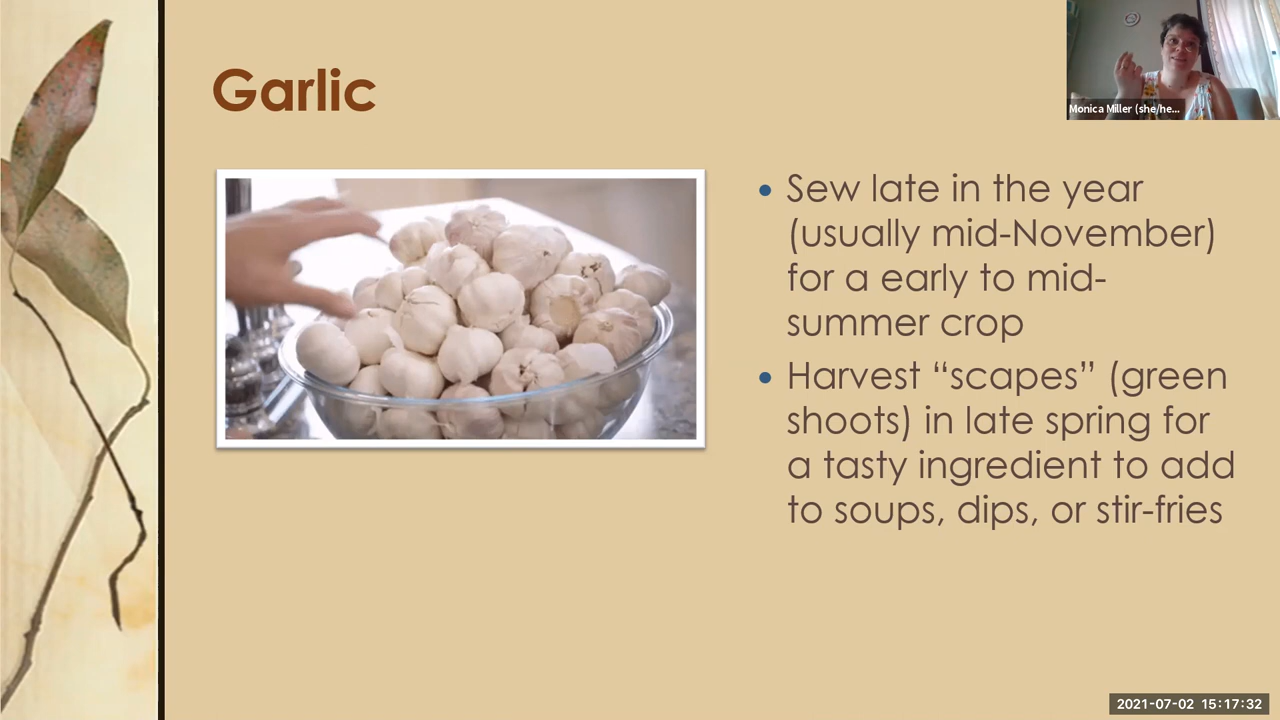 Garlic
Monica Miller (she/he...
Sew late in the year
(usually mid-November)
for a early to mid-
summer crop
Harvest “scapes” (green
shoots) in late spring for
a tasty ingredient to add
to soups, dips, or stir-fries
2021-07-02 15:17:32